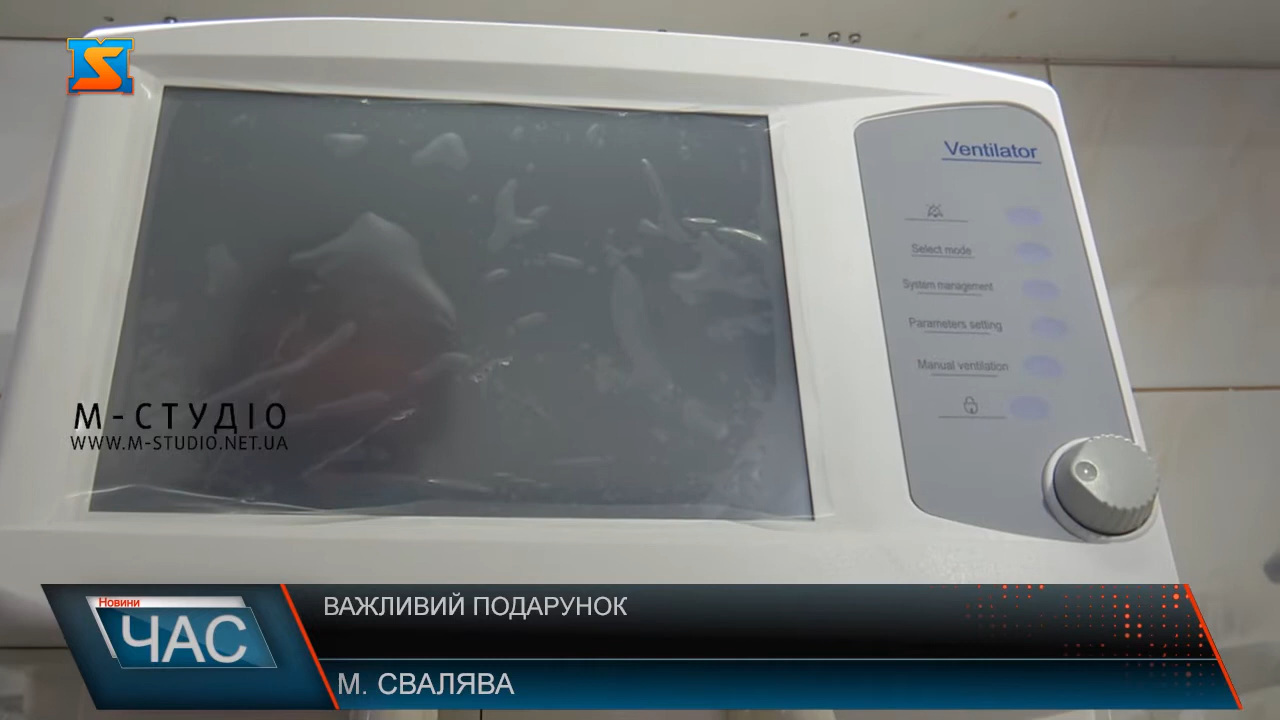 Ventilator
Select mode
System management
Parameters setting
Manual ventilation
М-СТУДІО
WWW.M-STUDIO.NET.UA
Новини
ЧАС
ВАЖЛИВИЙ ПОДАРУНОК
М. СВАЛЯВА